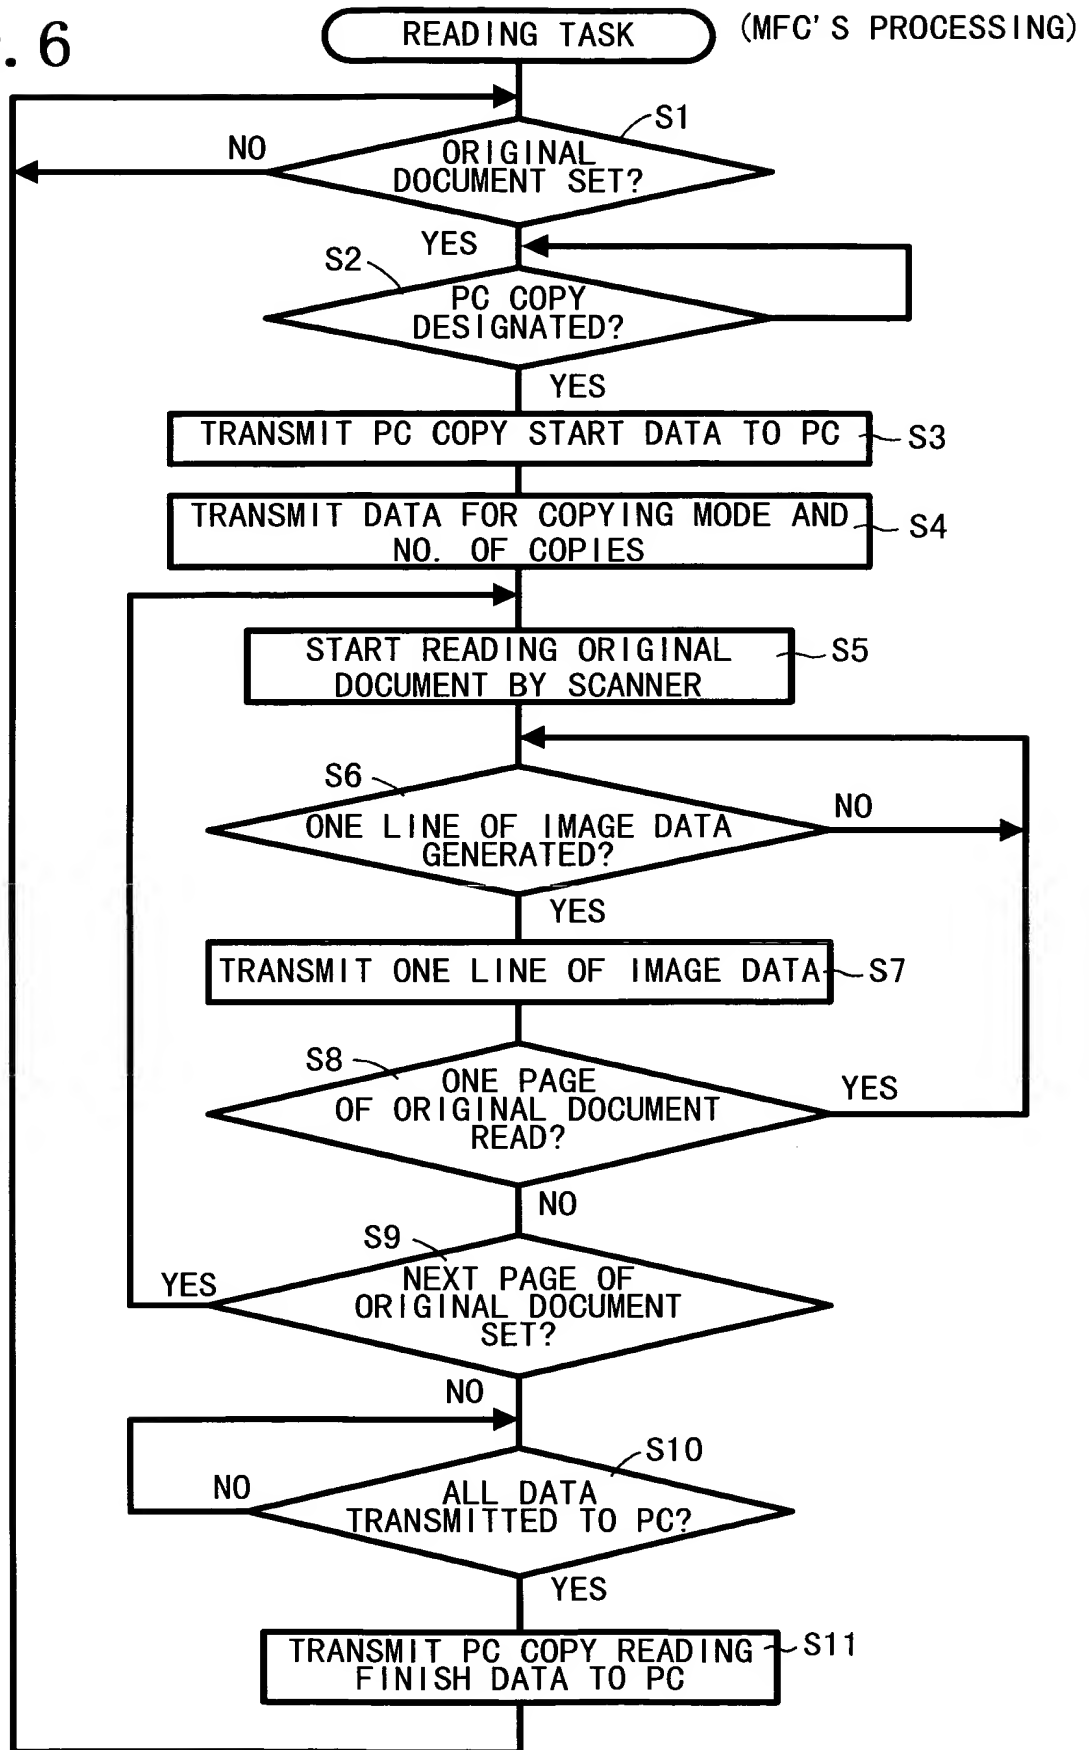 . 6
READING TASK
(MFC'S PROCESSING)
S1
NO
ORIGINAL
DOCUMENT SET?
YES
S2
PC COPY
DESIGNATED?
YES
TRANSMIT PC COPY START DATA TO PC
S3
TRANSMIT DATA FOR COPYING MODE AND
NO. OF COPIES
S4
START READING ORIGINAL
DOCUMENT BY SCANNER
S5
S6
NO
ONE LINE OF IMAGE DATA
GENERATED?
YES
TRANSMIT ONE LINE OF IMAGE DATA
S7
S8
ONE PAGE
OF ORIGINAL DOCUMENT
READ?
YES
NO
S9
YES
NEXT PAGE OF
ORIGINAL DOCUMENT
SET?
NO
S10
NO
ALL DATA
TRANSMITTED TO PC?
YES
TRANSMIT PC COPY READING
FINISH DATA TO PC
S11